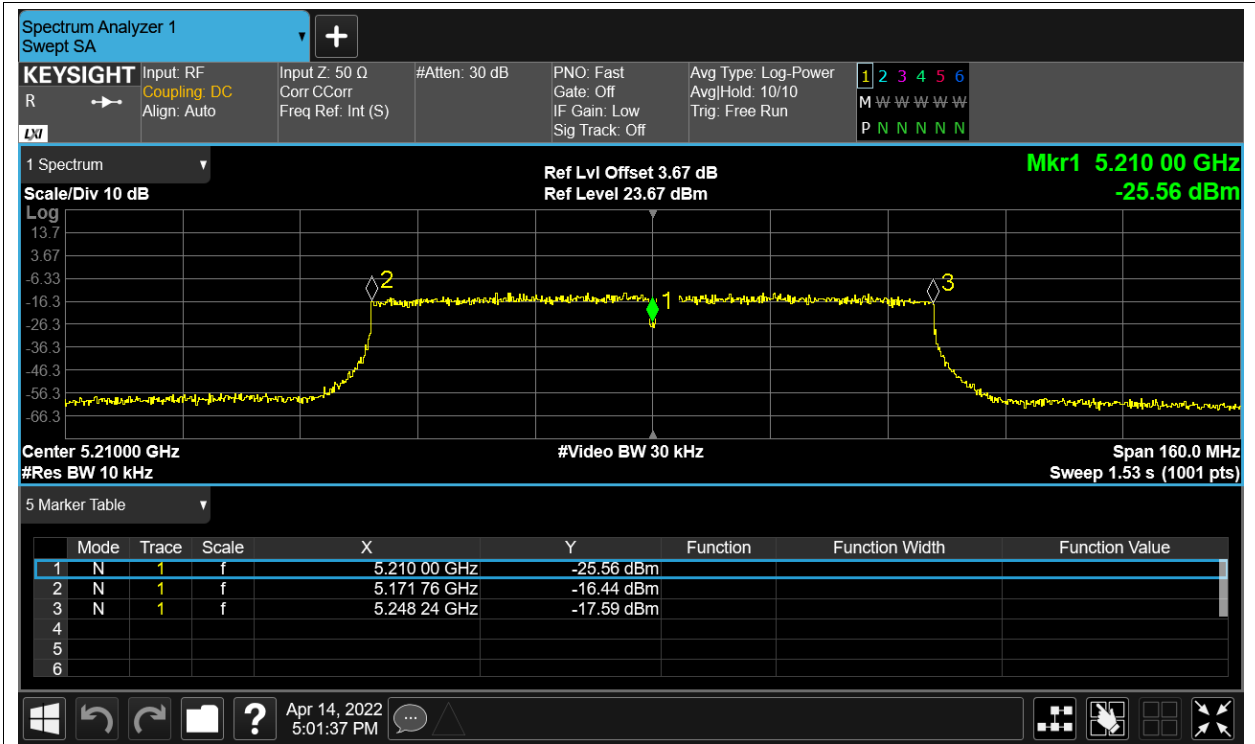 Spectrum Analyzer 1
Swept SA
KEYSIGHT Input: RF Input Z: 50 Ω #Atten: 30 dB PNO: Fast Avg Type: Log-Power 1 2 3 4 5 6
R Coupling: DC Corr CCorr Gate: Off Avg|Hold: 10/10 M W W W W W
Align: Auto Freq Ref: Int (S) IF Gain: Low Trig: Free Run
LXI Sig Track: Off P N N N N N
1 Spectrum Ref Lvl Offset 3.67 dB Mkr1 5.210 00 GHz
Scale/Div 10 dB Ref Level 23.67 dBm -25.56 dBm
Log
13.7
3.67
-6.33 2 3
-16.3 1
-26.3
-36.3
-46.3
-56.3
-66.3
Center 5.21000 GHz #Video BW 30 kHz Span 160.0 MHz
#Res BW 10 kHz Sweep 1.53 s (1001 pts)
5 Marker Table
Mode Trace Scale X Y Function Function Width Function Value
1 N 1 f 5.210 00 GHz -25.56 dBm
2 N 1 f 5.171 76 GHz -16.44 dBm
3 N 1 f 5.248 24 GHz -17.59 dBm
4
5
6
? Apr 14, 2022
5:01:37 PM